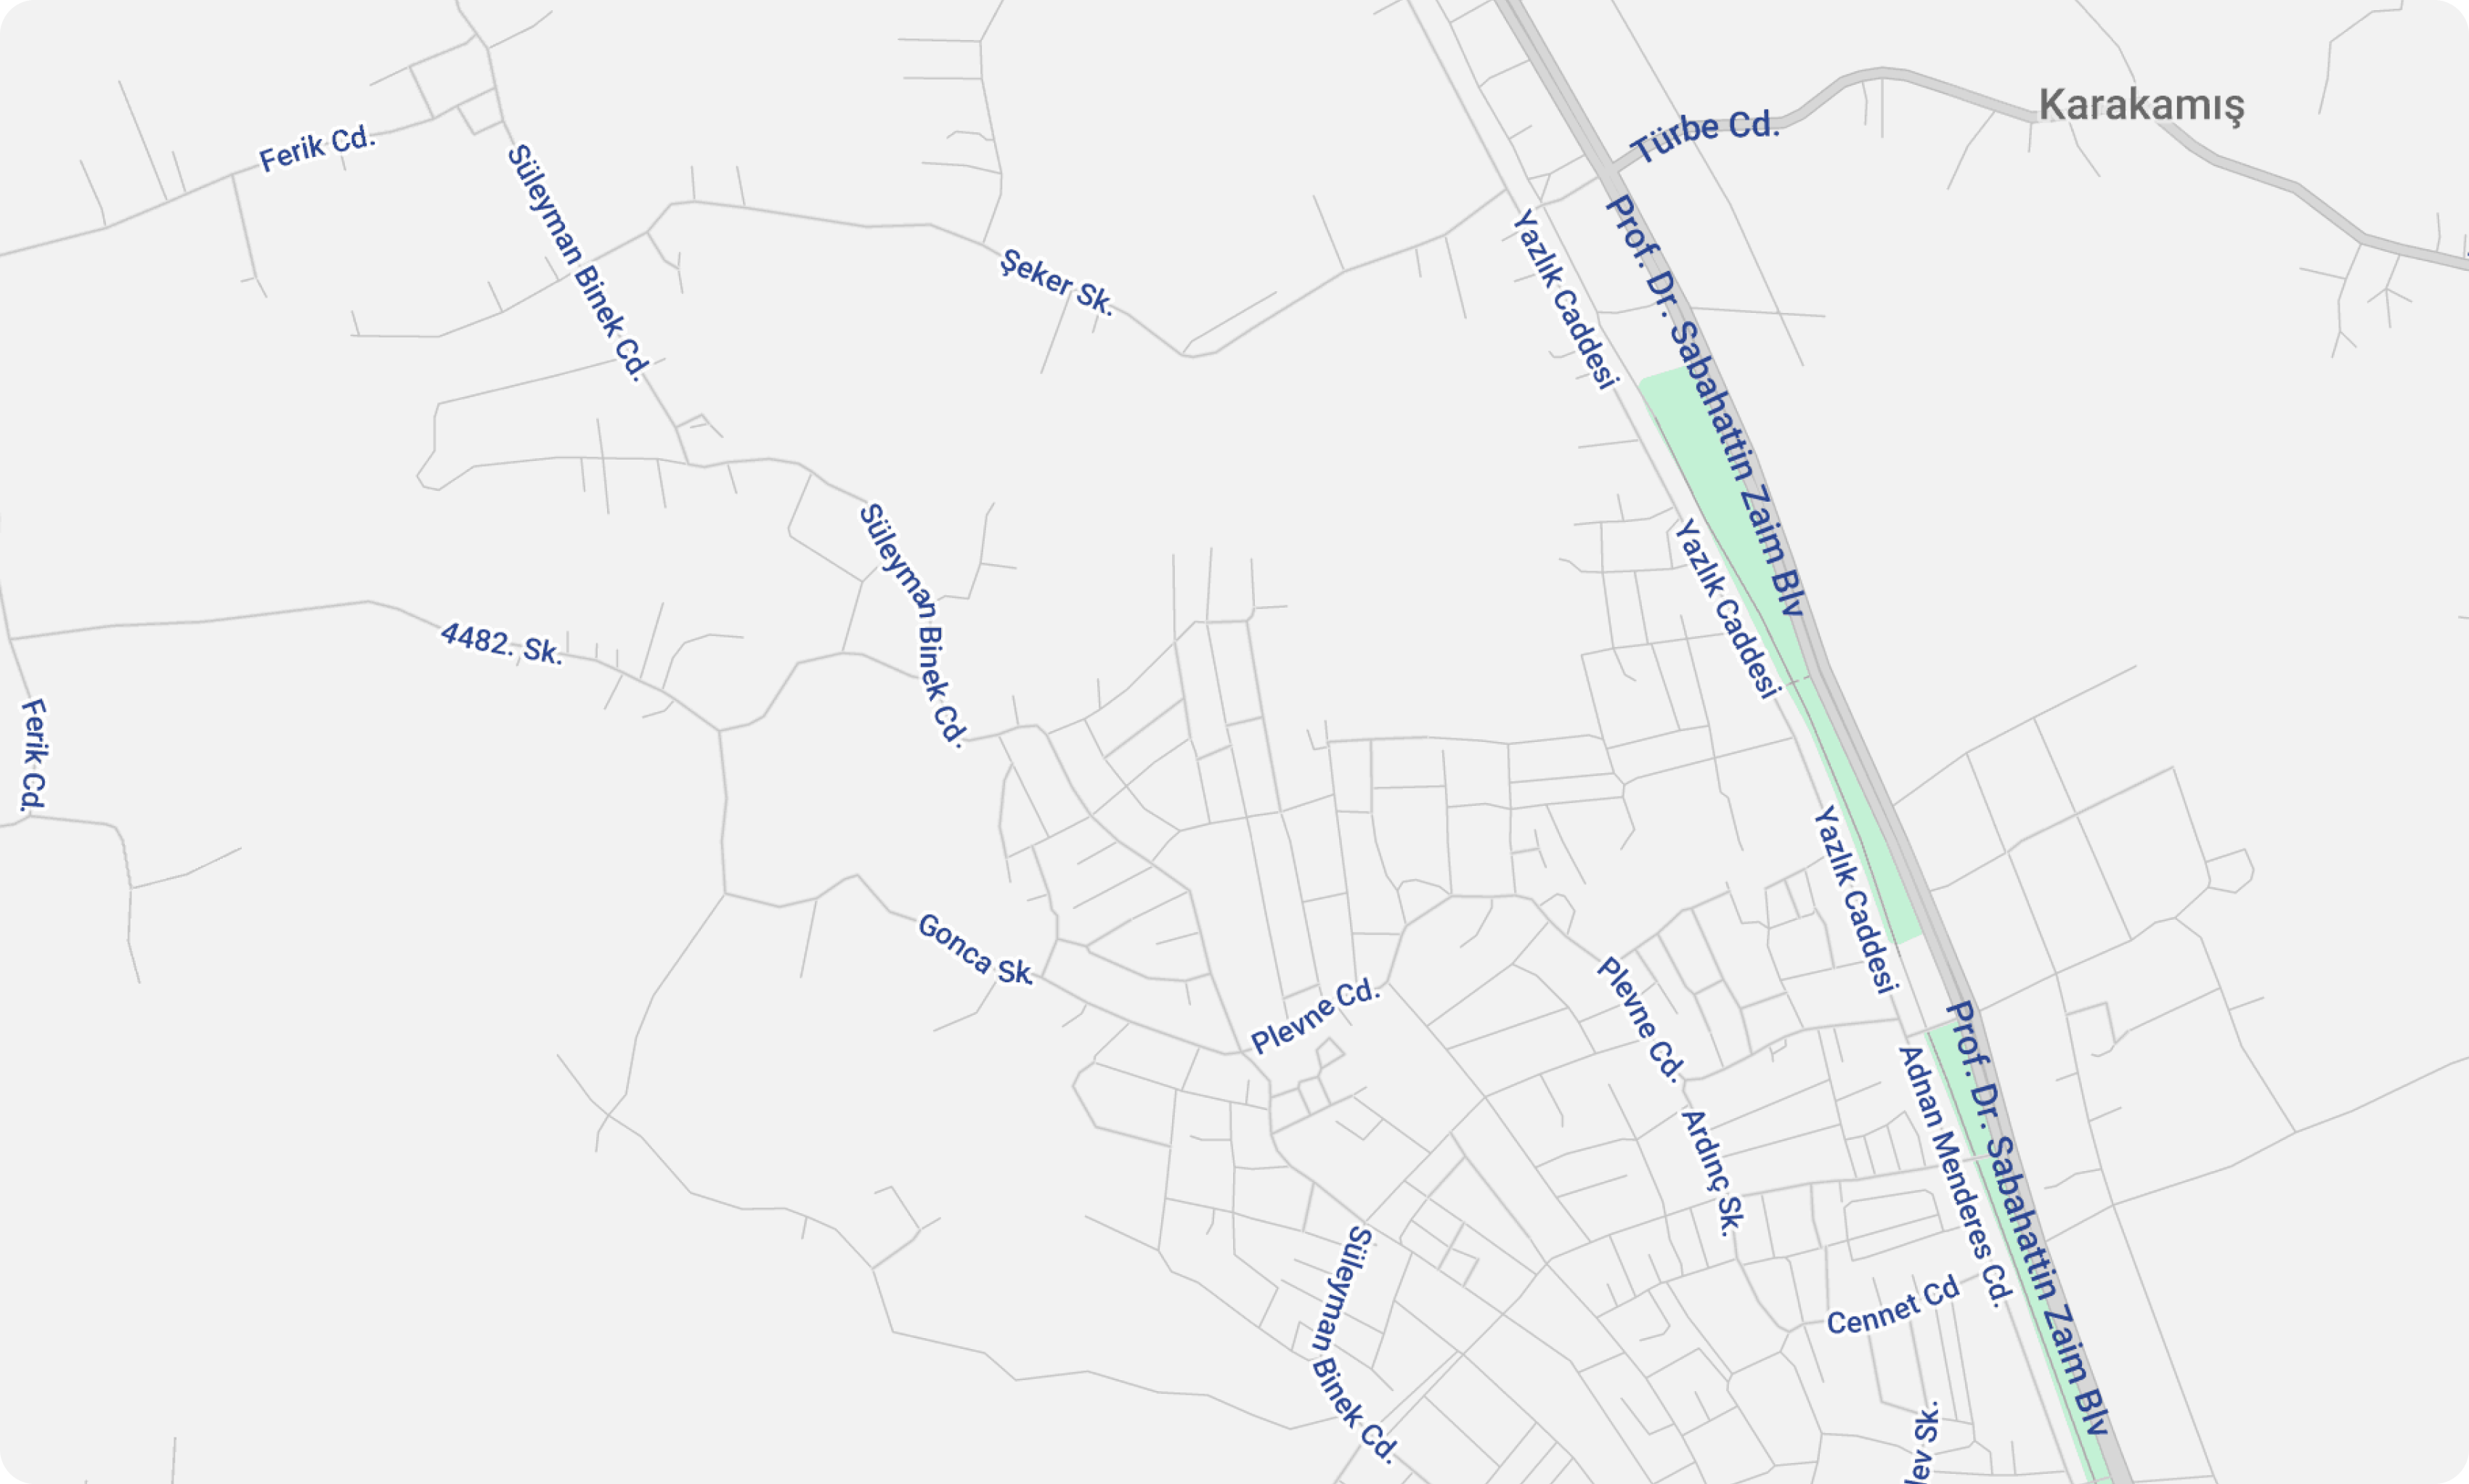 Karakamış
Türbe Cd.
Ferik Cd.
Süleyman Binek Cd.
Prof. Dr. Sabahattin Zaim Blv
Yazlık Caddesi
Şeker Sk.
Süleyman Binek Cd.
Yazlık Caddesi
4482. Sk.
Ferik Cd.
Yazlık Caddesi
Gonca Sk.
Plevne Cd.
Plevne Cd.
Prof. Dr. Sabahattin Zaim Blv
Adnan Menderes Cd.
Ardınç Sk.
Süleyman Binek Cd.
Cennet Cd
Sk.